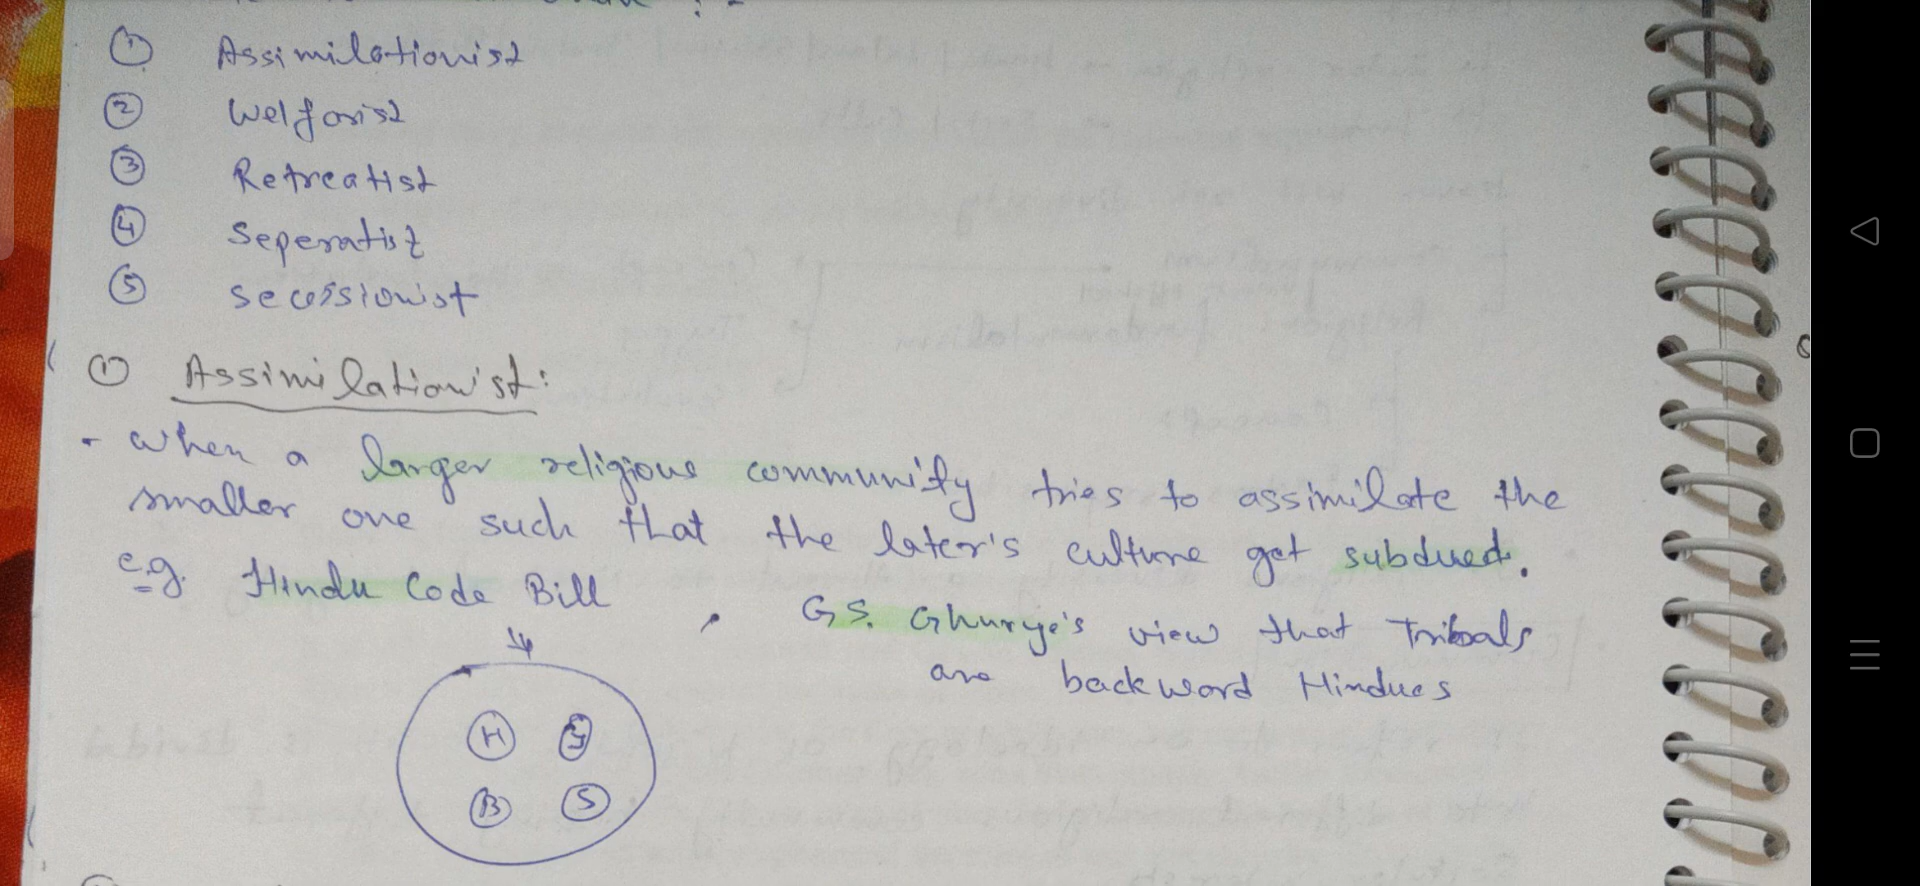 ① Assimilationist
② Welfarist
③ Retreatist
④ Seperatist
⑤ Secessionist
① Assimilationist:
- When a larger religious community tries to assimilate the
smaller one such that the later's culture get subdued.
e.g. Hindu Code Bill , G.S. Ghurye's view that Tribals
are backword Hindues
H J
B S